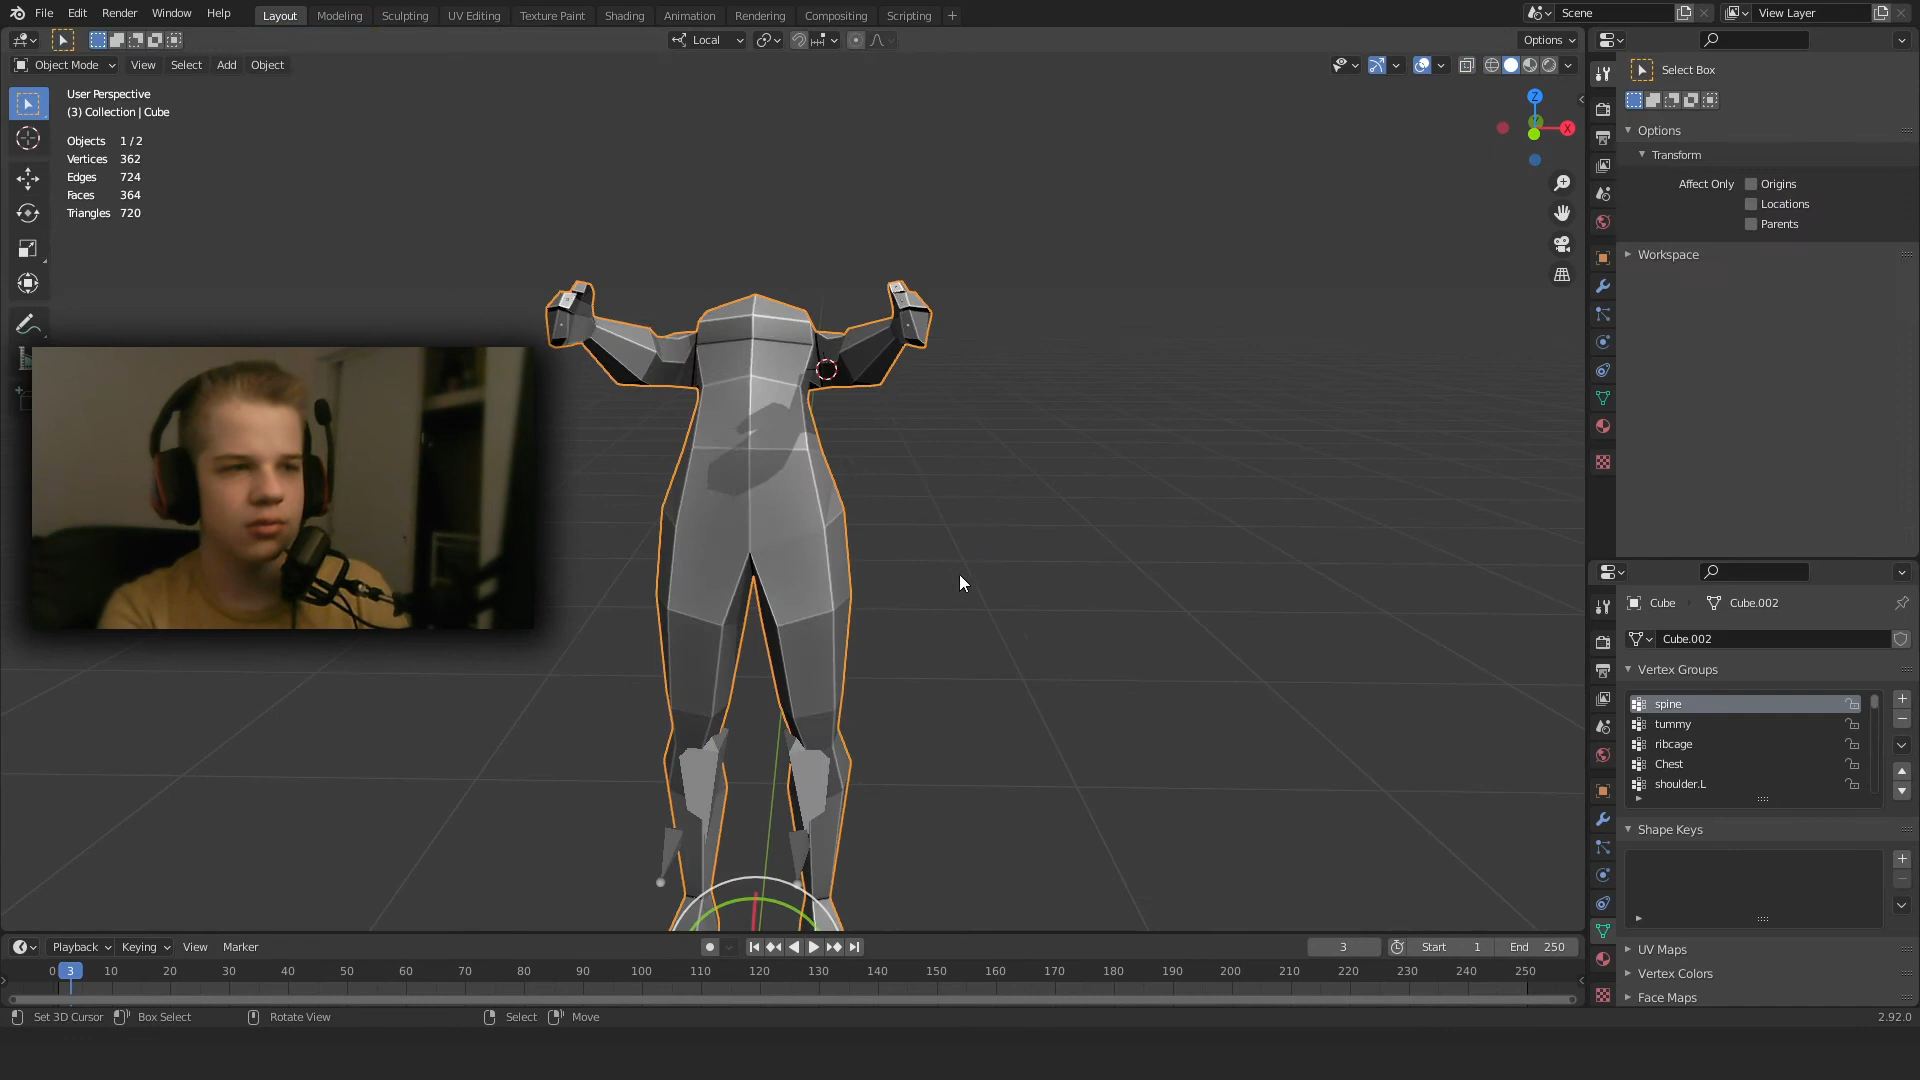 File Edit Render Window Help
Layout Modeling Sculpting UV Editing Texture Paint Shading Animation Rendering Compositing Scripting +
Scene
View Layer
Local
Options
Object Mode View Select Add Object
User Perspective
(3) Collection | Cube
Objects 1 / 2
Vertices 362
Edges 724
Faces 364
Triangles 720
Z
X
Select Box
Options
Transform
Affect Only Origins
Locations
Parents
Workspace
Cube Cube.002
Cube.002
Vertex Groups
spine
tummy
ribcage
Chest
shoulder.L
Shape Keys
UV Maps
Vertex Colors
Face Maps
Playback Keying View Marker
3 Start 1 End 250
0 3 10 20 30 40 50 60 70 80 90 100 110 120 130 140 150 160 170 180 190 200 210 220 230 240 250
Set 3D Cursor Box Select Rotate View Select Move
2.92.0